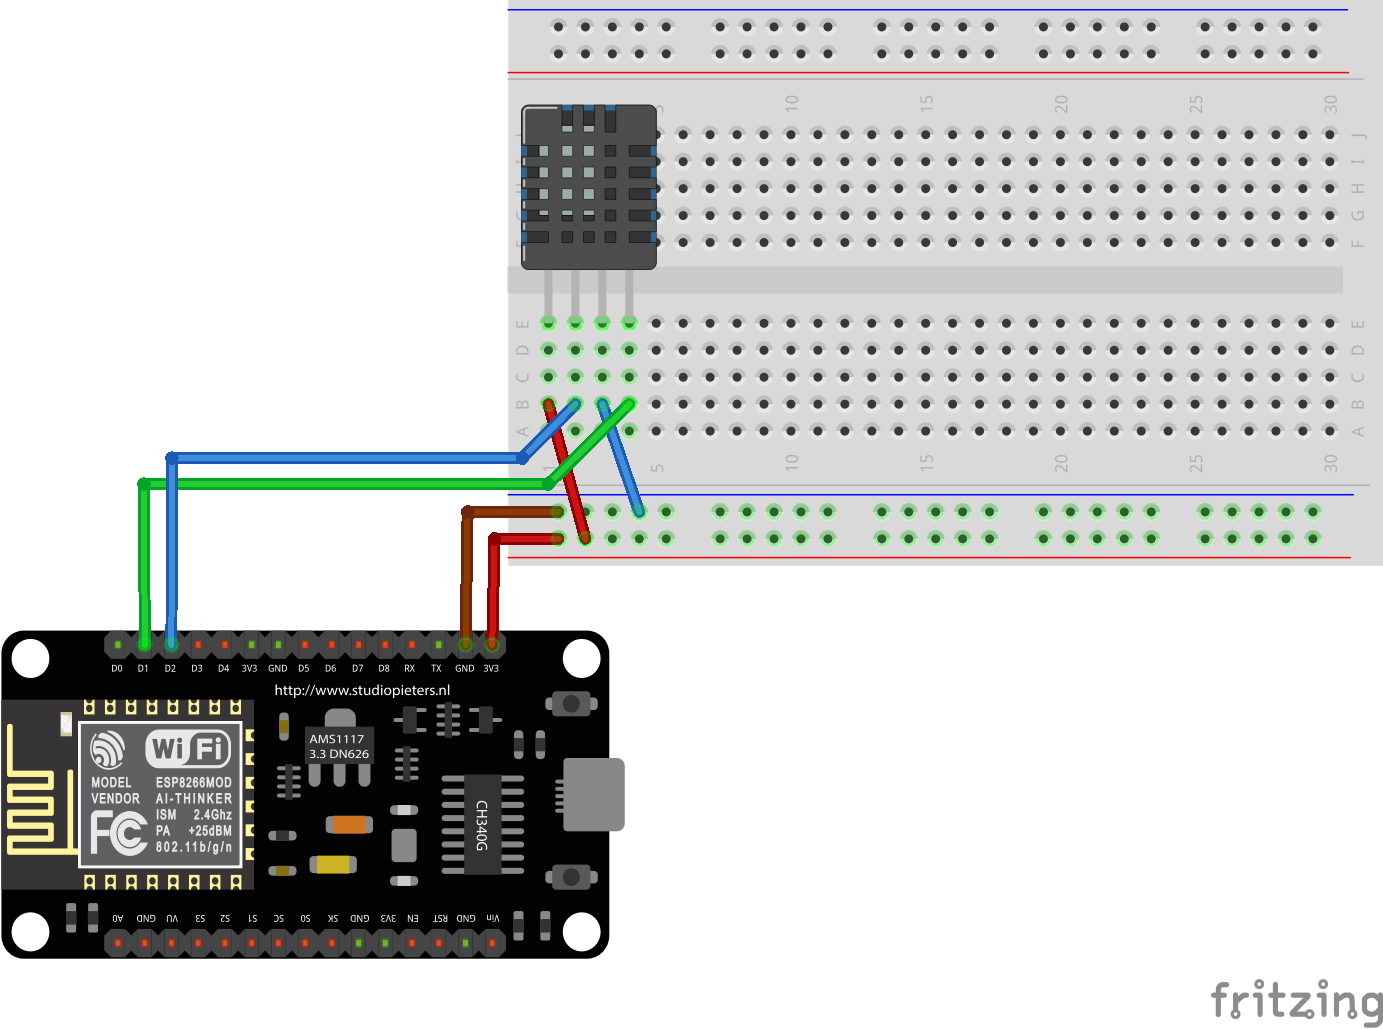 5 10 15 20 25 30
J
I
H
G
F
E E
D D
C C
B B
A A
1 5 10 15 20 25 30
D0 D1 D2 D3 D4 3V3 GND D5 D6 D7 D8 RX TX GND 3V3
http://www.studiopieters.nl
AMS1117
3.3 DN626
WiFi
MODEL ESP8266MOD
VENDOR AI-THINKER
ISM 2.4Ghz
PA +25dBM
802.11b/g/n
FC
CH340G
A0 GND VU S3 S2 S1 SC S0 SK GND 3V3 EN RST GND Vin
fritzing